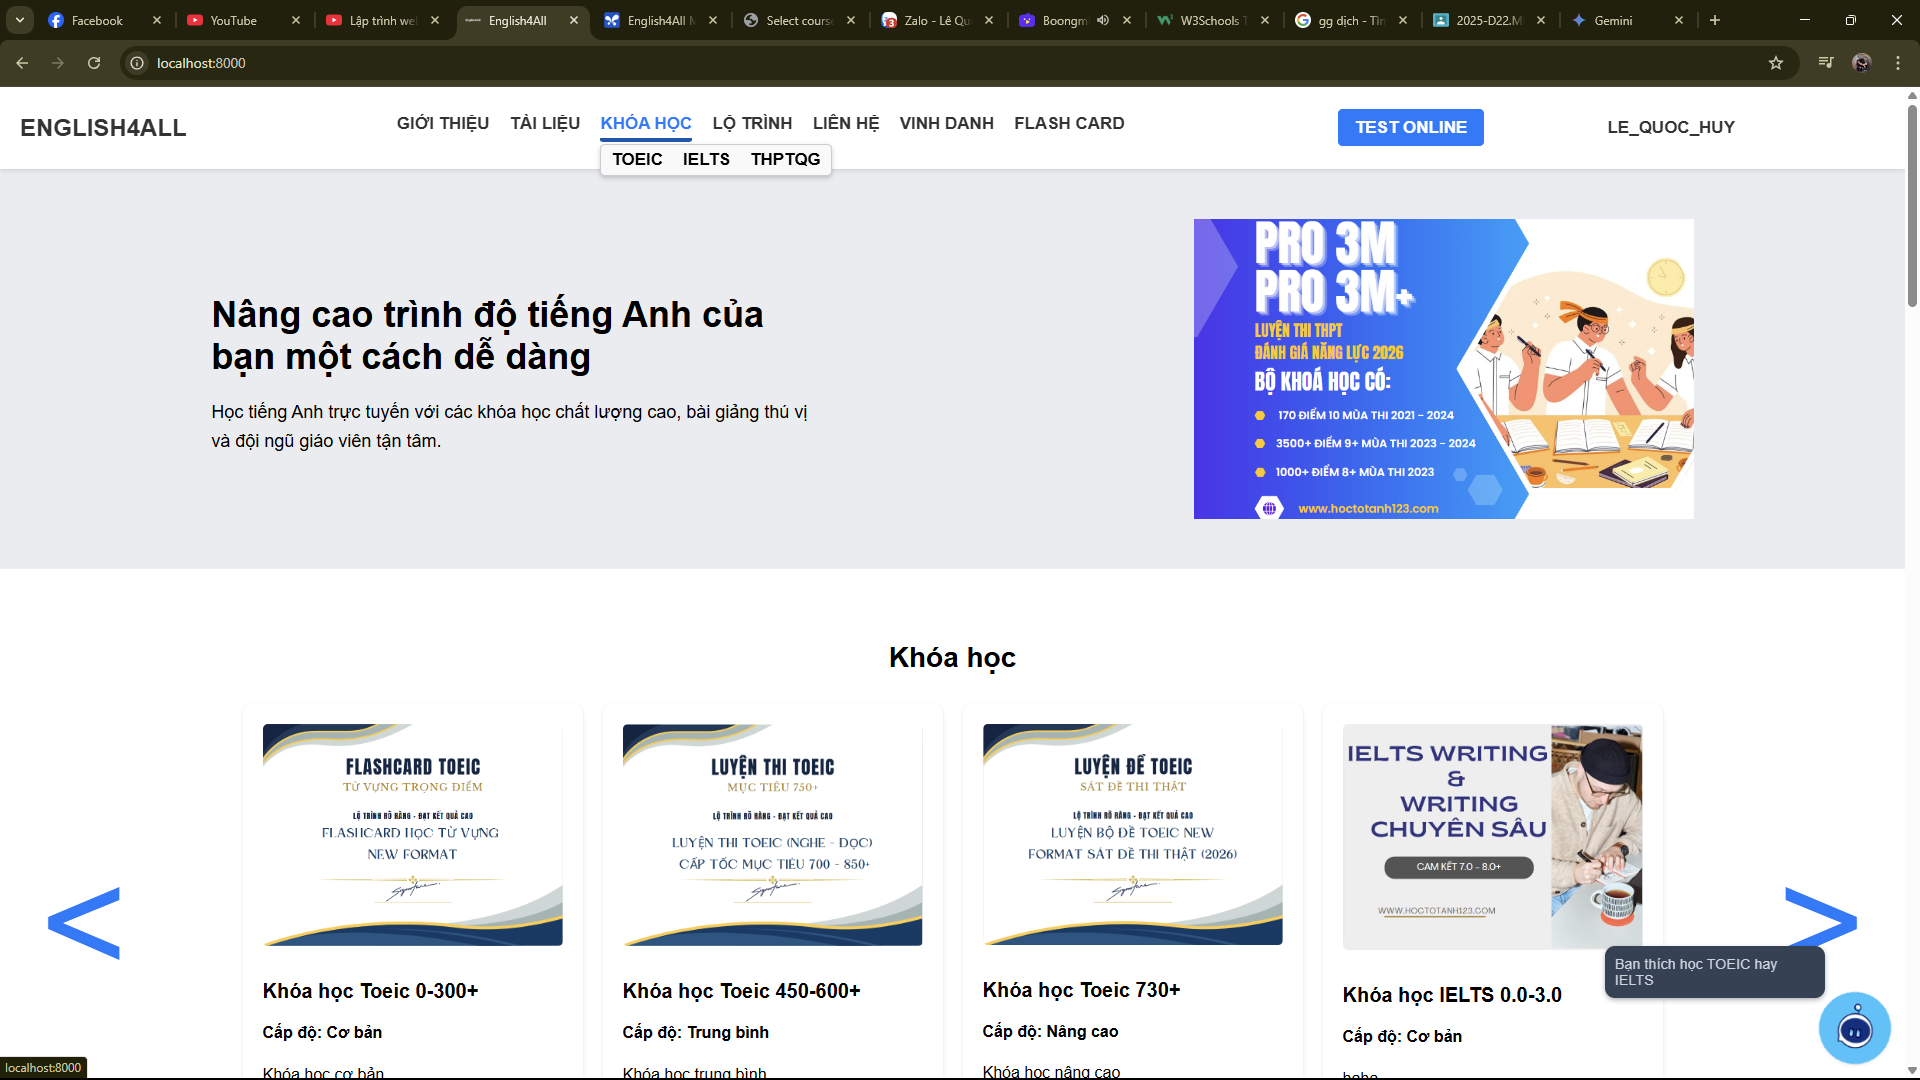 Facebook
YouTube
Lập trình we
English4All
English4All M
Select cours
Zalo - Lê Qu
Boongm
W3Schools T
gg dịch - Tìn
2025-D22.M
Gemini
localhost:8000
ENGLISH4ALL
GIỚI THIỆU
TÀI LIỆU
KHÓA HỌC
LỘ TRÌNH
LIÊN HỆ
VINH DANH
FLASH CARD
TEST ONLINE
LE_QUOC_HUY
TOEIC
IELTS
THPTQG
Nâng cao trình độ tiếng Anh của
bạn một cách dễ dàng
Học tiếng Anh trực tuyến với các khóa học chất lượng cao, bài giảng thú vị
và đội ngũ giáo viên tận tâm.
PRO 3M
PRO 3M+
LUYỆN THI THPT
ĐÁNH GIÁ NĂNG LỰC 2026
BỘ KHOÁ HỌC CÓ:
170 ĐIỂM 10 MÙA THI 2021 - 2024
3500+ ĐIỂM 9+ MÙA THI 2023 - 2024
1000+ ĐIỂM 8+ MÙA THI 2023
www.hoctotanh123.com
Khóa học
FLASHCARD TOEIC
TỪ VỰNG TRỌNG ĐIỂM
LỘ TRÌNH RÕ RÀNG - ĐẠT KẾT QUẢ CAO
FLASHCARD HỌC TỪ VỰNG
NEW FORMAT
Khóa học Toeic 0-300+
Cấp độ: Cơ bản
Khóa học cơ bản
LUYỆN THI TOEIC
MỤC TIÊU 750+
LỘ TRÌNH RÕ RÀNG - ĐẠT KẾT QUẢ CAO
LUYỆN THI TOEIC (NGHE - ĐỌC)
CẤP TỐC MỤC TIÊU 700 - 850+
Khóa học Toeic 450-600+
Cấp độ: Trung bình
Khóa học trung bình
LUYỆN ĐỀ TOEIC
SÁT ĐỀ THI THẬT
LỘ TRÌNH RÕ RÀNG - ĐẠT KẾT QUẢ CAO
LUYỆN BỘ ĐỀ TOEIC NEW
FORMAT SÁT ĐỀ THI THẬT (2026)
Khóa học Toeic 730+
Cấp độ: Nâng cao
Khóa học nâng cao
IELTS WRITING
&
WRITING
CHUYÊN SÂU
CAM KẾT 7.0 - 8.0+
WWW.HOCTOTANH123.COM
Khóa học IELTS 0.0-3.0
Cấp độ: Cơ bản
<
>
Bạn thích học TOEIC hay
IELTS
localhost:8000